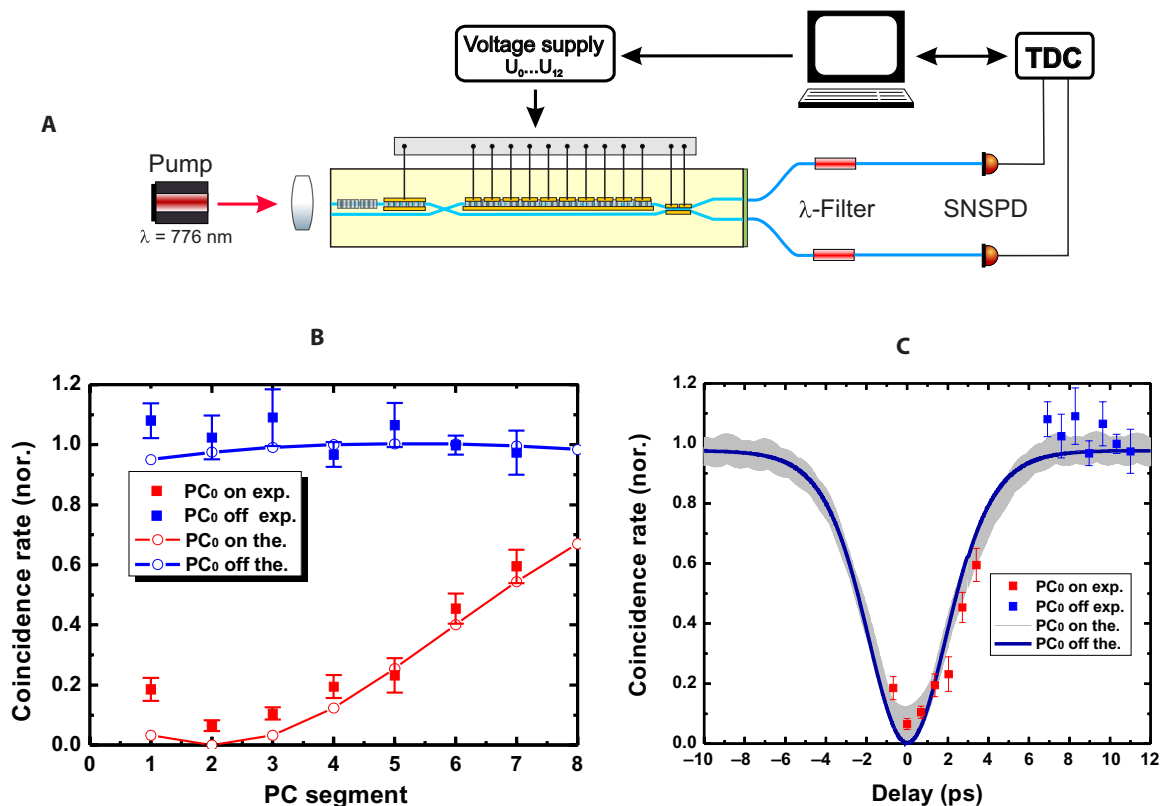 A
Voltage supply
U0...U12
TDC
Pump
λ = 776 nm
λ-Filter
SNSPD
B
Coincidence rate (nor.)
1.2
1.0
0.8
0.6
0.4
0.2
0.0
PC0 on exp.
PC0 off exp.
PC0 on the.
PC0 off the.
0 1 2 3 4 5 6 7 8
PC segment
C
Coincidence rate (nor.)
1.2
1.0
0.8
0.6
0.4
0.2
0.0
PC0 on exp.
PC0 off exp.
PC0 on the.
PC0 off the.
–10 –8 –6 –4 –2 0 2 4 6 8 10 12
Delay (ps)